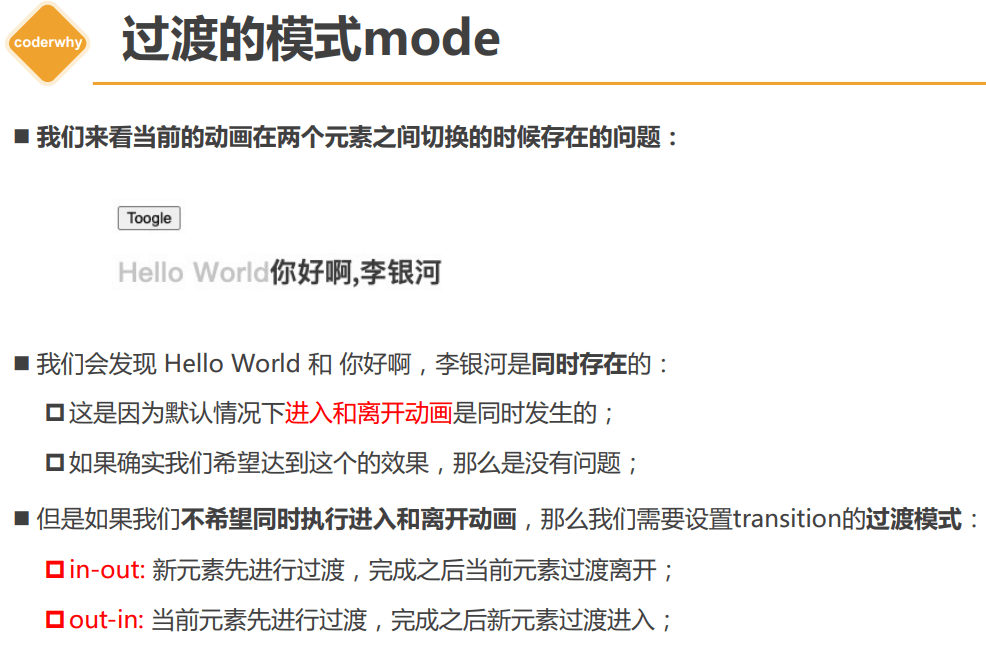 coderwhy
过渡的模式mode
■ 我们来看当前的动画在两个元素之间切换的时候存在的问题：
Toogle
Hello World你好啊,李银河
■ 我们会发现 Hello World 和 你好啊，李银河是同时存在的：
这是因为默认情况下进入和离开动画是同时发生的；
如果确实我们希望达到这个的效果，那么是没有问题；
■ 但是如果我们不希望同时执行进入和离开动画，那么我们需要设置transition的过渡模式：
in-out: 新元素先进行过渡，完成之后当前元素过渡离开；
out-in: 当前元素先进行过渡，完成之后新元素过渡进入；